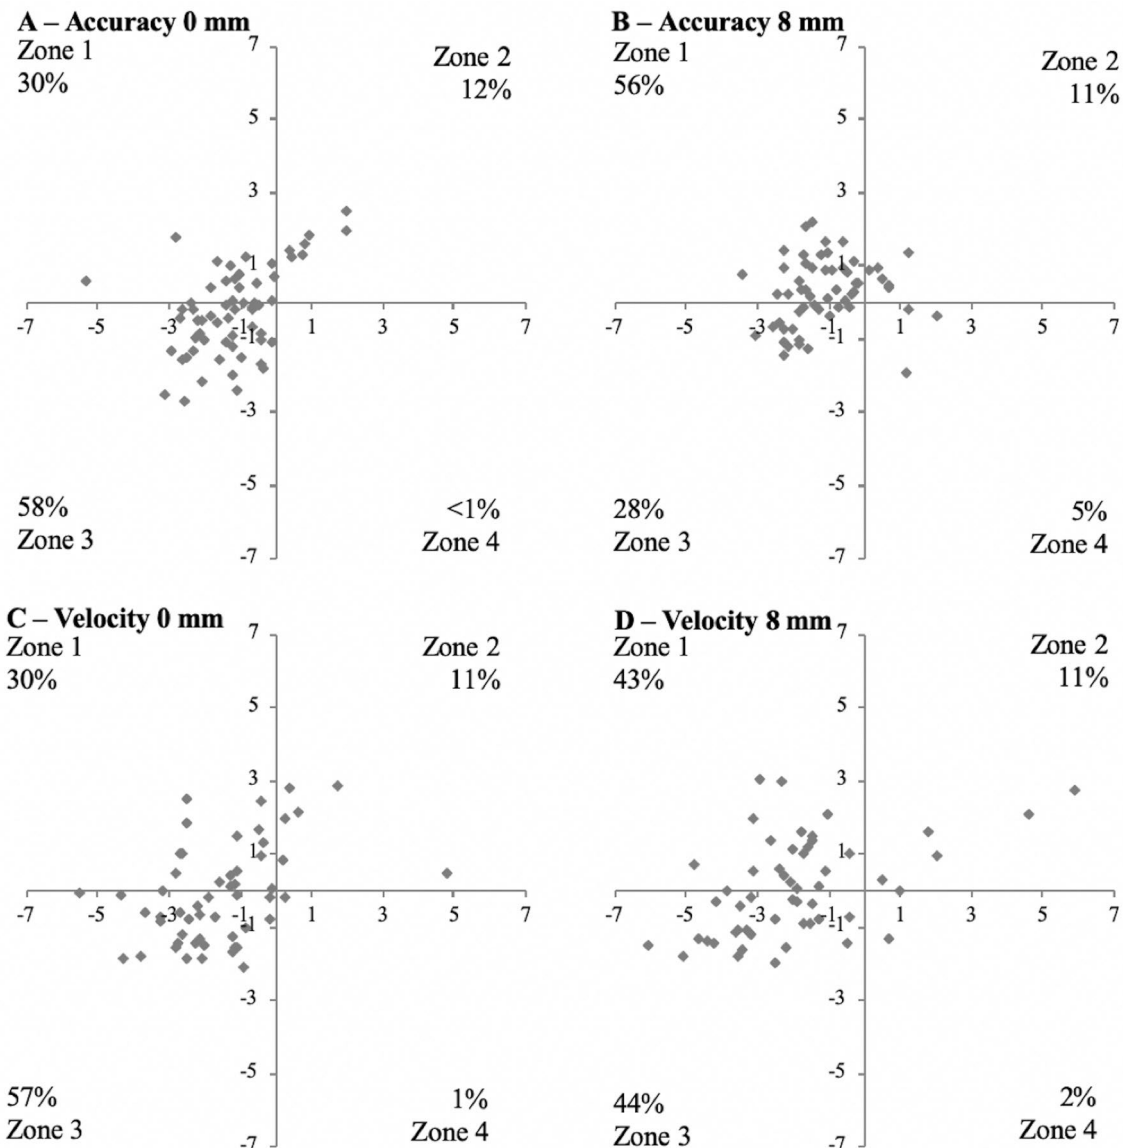 A – Accuracy 0 mm
Zone 1
30%
Zone 2
12%
7
5
3
1
-1
-3
-5
-7
-7 -5 -3 -1 1 3 5 7
58%
Zone 3
<1%
Zone 4
B – Accuracy 8 mm
Zone 1
56%
Zone 2
11%
7
5
3
1
-1
-3
-5
-7
-7 -5 -3 -1 1 3 5 7
28%
Zone 3
5%
Zone 4
C – Velocity 0 mm
Zone 1
30%
Zone 2
11%
7
5
3
1
-1
-3
-5
-7
-7 -5 -3 -1 1 3 5 7
57%
Zone 3
1%
Zone 4
D – Velocity 8 mm
Zone 1
43%
Zone 2
11%
7
5
3
1
-1
-3
-5
-7
-7 -5 -3 -1 1 3 5 7
44%
Zone 3
2%
Zone 4